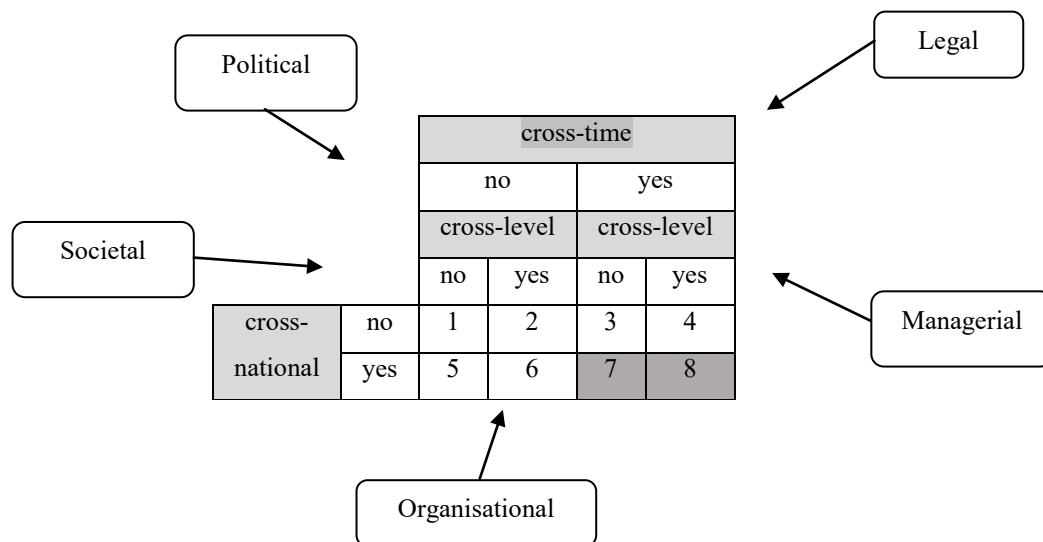 Political
Legal
cross-time
no yes
Societal
cross-level cross-level
no yes no yes
cross- no 1 2 3 4
national yes 5 6 7 8
Managerial
Organisational